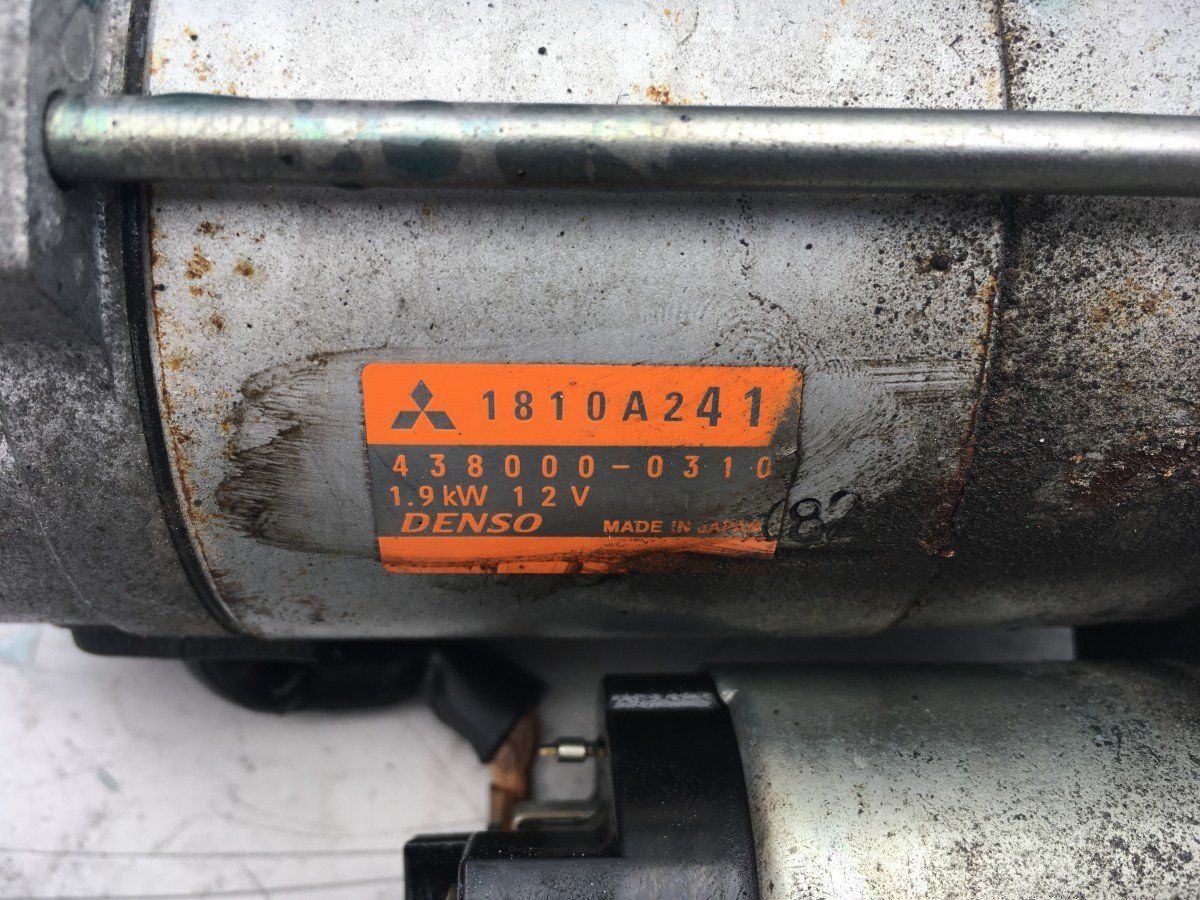 1810A241
438000-0310
1.9kW 12V
DENSO MADE IN JAPAN